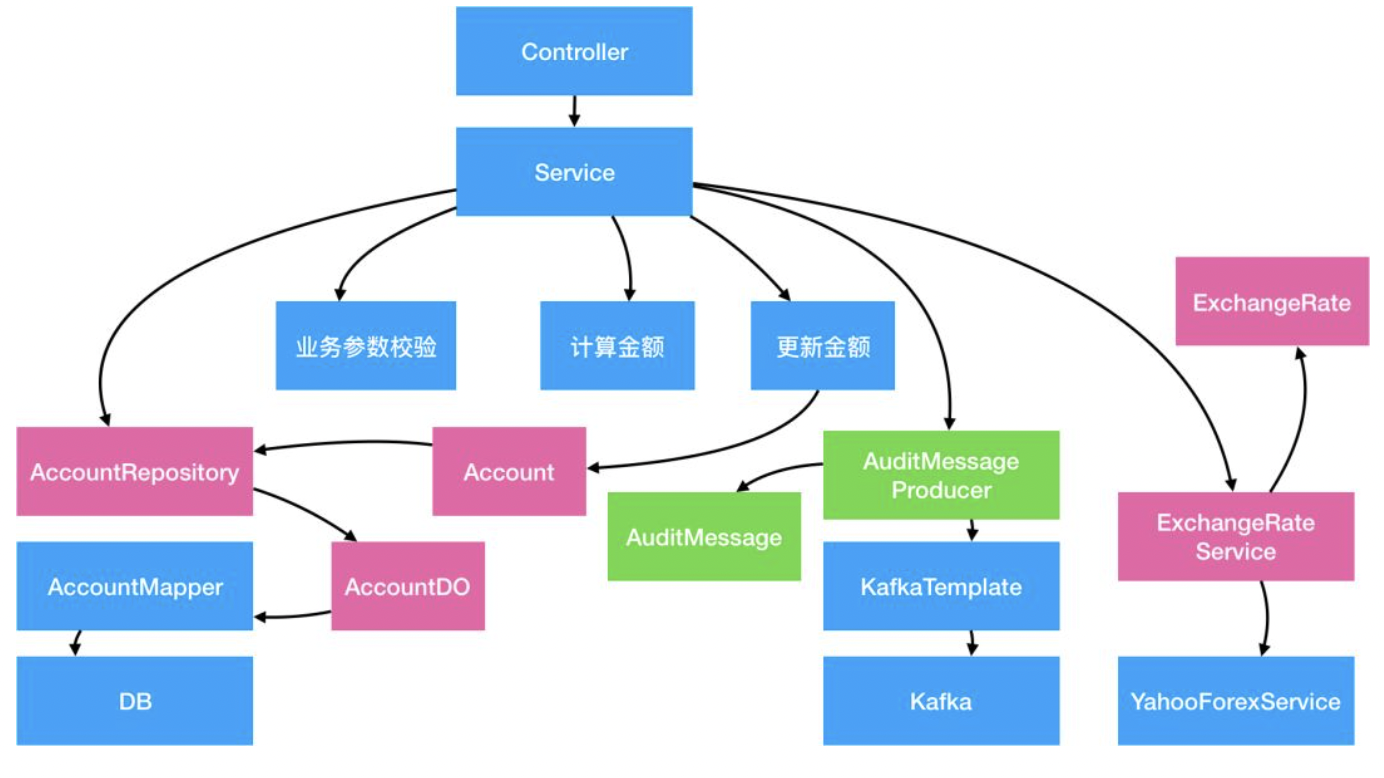 Controller
Service
ExchangeRate
业务参数校验
计算金额
更新金额
AccountRepository
Account
AuditMessage
Producer
AuditMessage
ExchangeRate
Service
AccountMapper
AccountDO
KafkaTemplate
DB
Kafka
YahooForexService